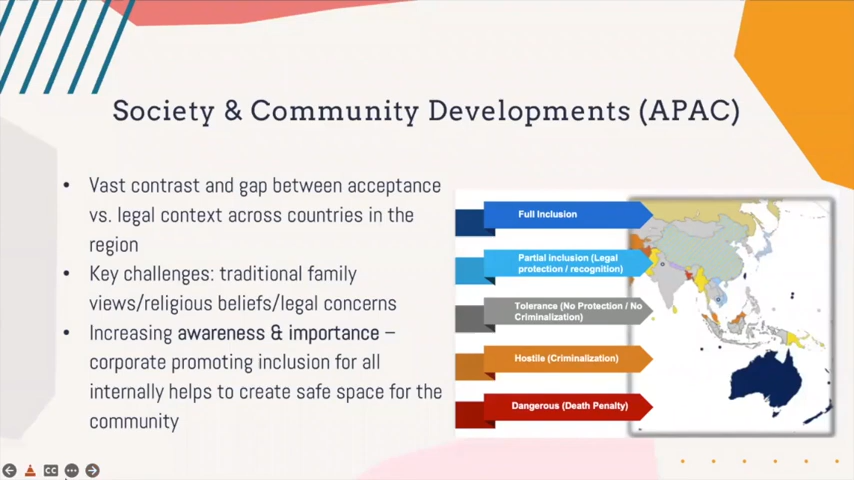 Society & Community Developments (APAC)
• Vast contrast and gap between acceptance
vs. legal context across countries in the
region
• Key challenges: traditional family
views/religious beliefs/legal concerns
• Increasing awareness & importance –
corporate promoting inclusion for all
internally helps to create safe space for the
community
Full Inclusion
Partial inclusion (Legal
protection / recognition)
Tolerance (No Protection / No
Criminalization)
Hostile (Criminalization)
Dangerous (Death Penalty)
CC